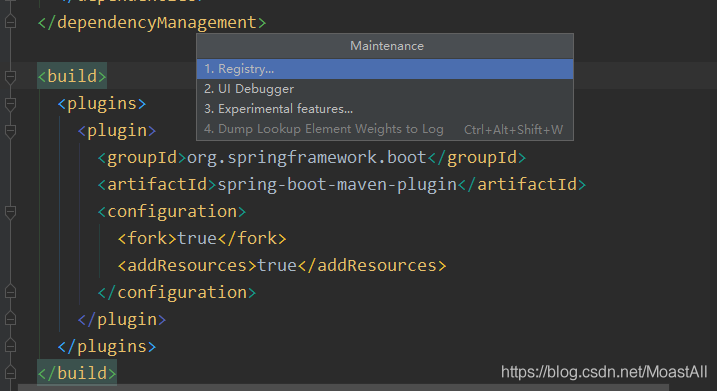 </dependencyManagement>
Maintenance
1. Registry...
2. UI Debugger
3. Experimental features...
4. Dump Lookup Element Weights to Log Ctrl+Alt+Shift+W
<build>
<plugins>
<plugin>
<groupId>org.springframework.boot</groupId>
<artifactId>spring-boot-maven-plugin</artifactId>
<configuration>
<fork>true</fork>
<addResources>true</addResources>
</configuration>
</plugin>
</plugins>
</build>
https://blog.csdn.net/MoastAll